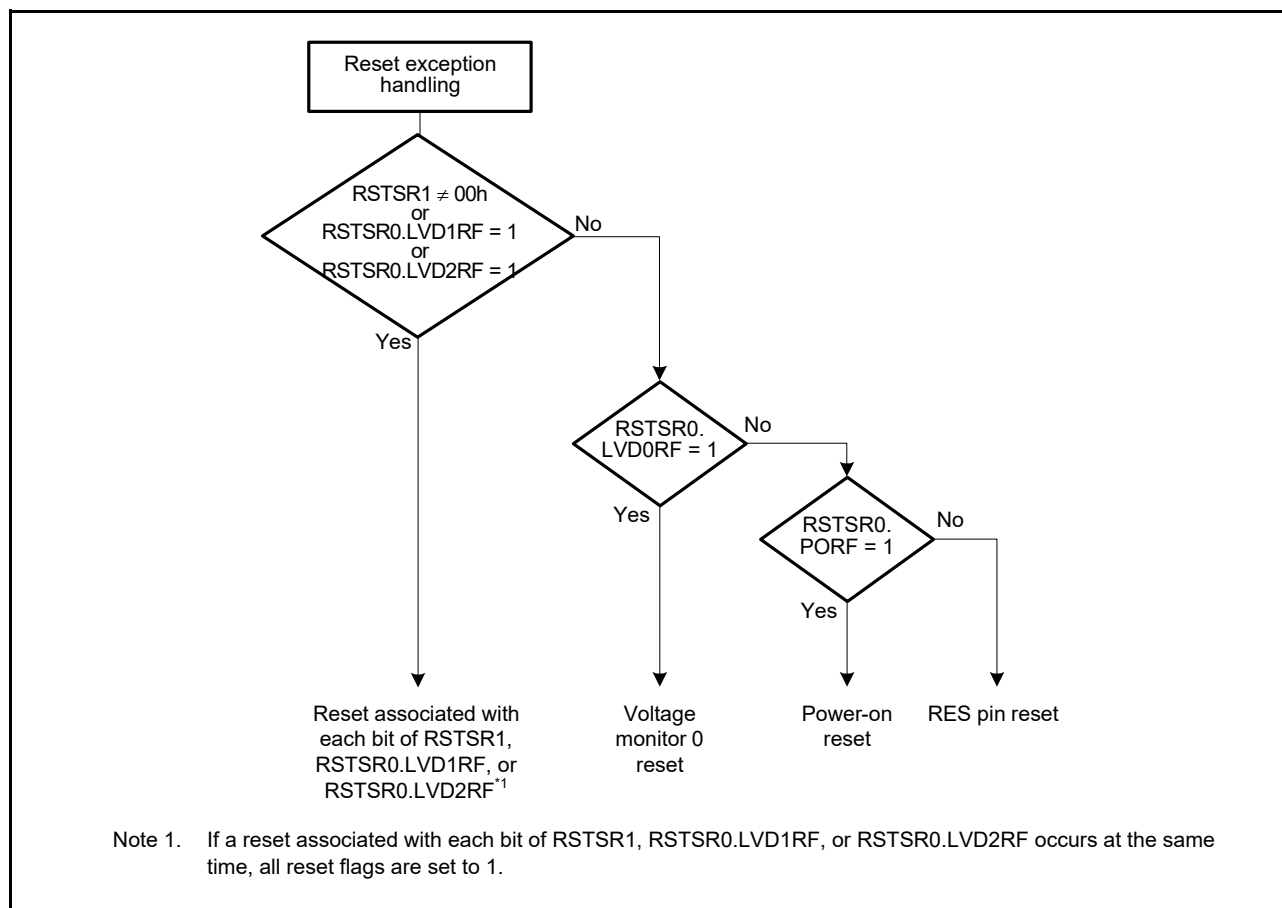 Reset exception
handling
RSTSR1 ≠ 00h
or
RSTSR0.LVD1RF = 1
or
RSTSR0.LVD2RF = 1
No
Yes
RSTSR0.
LVD0RF = 1
No
Yes
RSTSR0.
PORF = 1
No
Yes
Reset associated with
each bit of RSTSR1,
RSTSR0.LVD1RF, or
RSTSR0.LVD2RF*1
Voltage
monitor 0
reset
Power-on
reset
RES pin reset
Note 1. If a reset associated with each bit of RSTSR1, RSTSR0.LVD1RF, or RSTSR0.LVD2RF occurs at the same
time, all reset flags are set to 1.